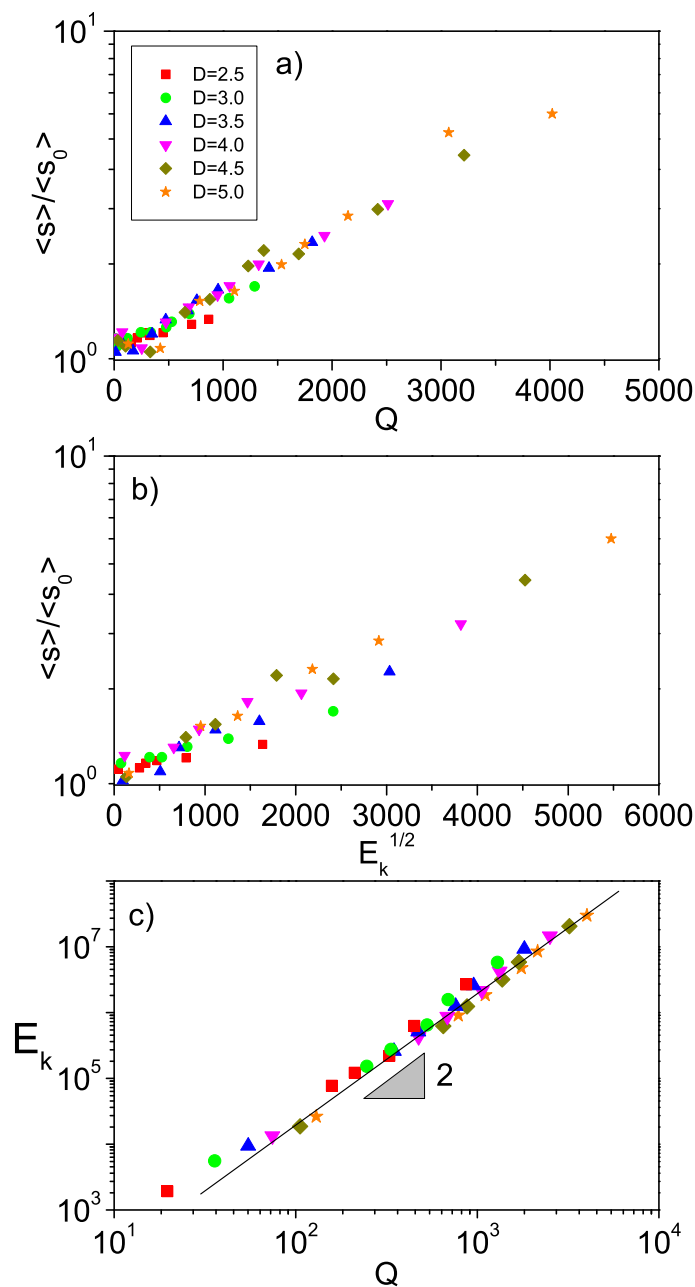 10^1
a)
D=2.5
D=3.0
D=3.5
D=4.0
D=4.5
D=5.0
<s>/<s_0>
10^0
0 1000 2000 3000 4000 5000
Q
10^1
b)
<s>/<s_0>
10^0
0 1000 2000 3000 4000 5000 6000
E_k^{1/2}
c)
10^7
E_k
10^5
2
10^3
10^1 10^2 10^3 10^4
Q